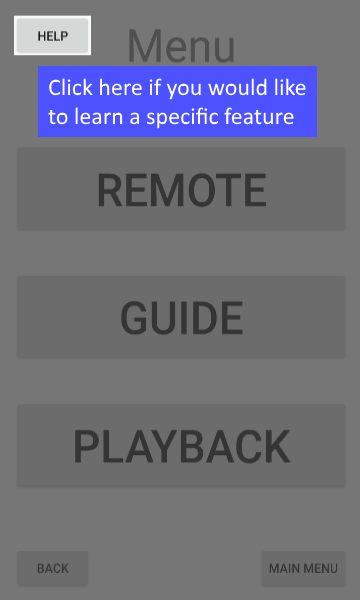 HELP
Menu
Click here if you would like
to learn a specific feature
REMOTE
GUIDE
PLAYBACK
BACK
MAIN MENU